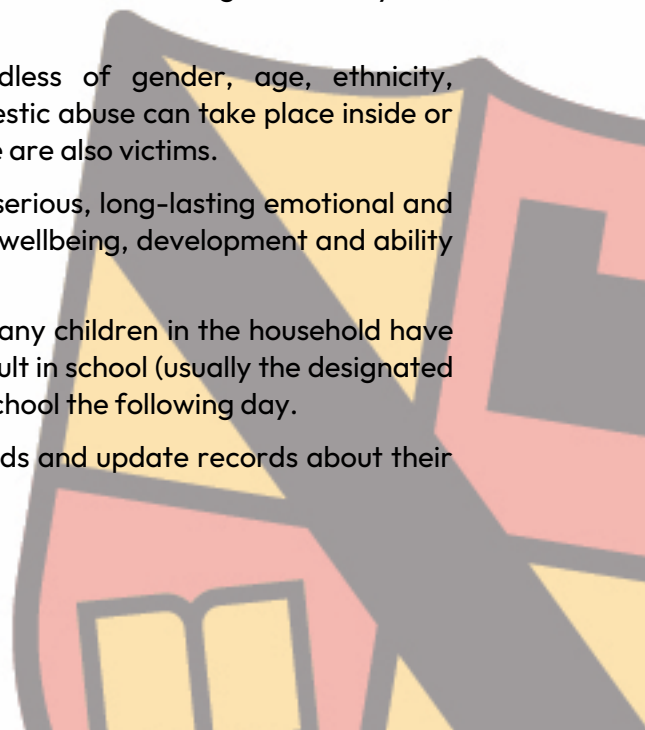 dless of gender, age, ethnicity,
estic abuse can take place inside or
e are also victims.
serious, long-lasting emotional and
wellbeing, development and ability
any children in the household have
ult in school (usually the designated
chool the following day.
ds and update records about their